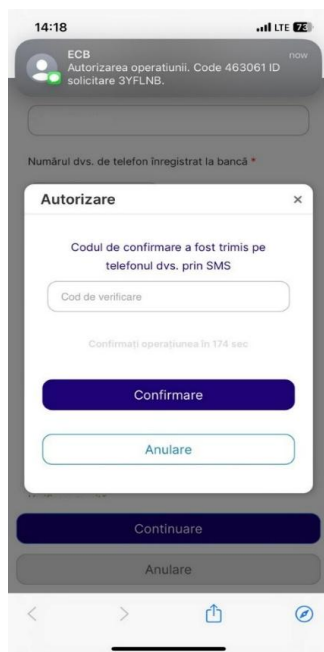 14:18
LTE 73
ECB
now
Autorizarea operatiunii. Code 463061 ID
solicitare 3YFLNB.
Numărul dvs. de telefon înregistrat la bancă *
Autorizare
×
Codul de confirmare a fost trimis pe
telefonul dvs. prin SMS
Cod de verificare
Confirmați operațiunea în 174 sec
Confirmare
Anulare
Continuare
Anulare